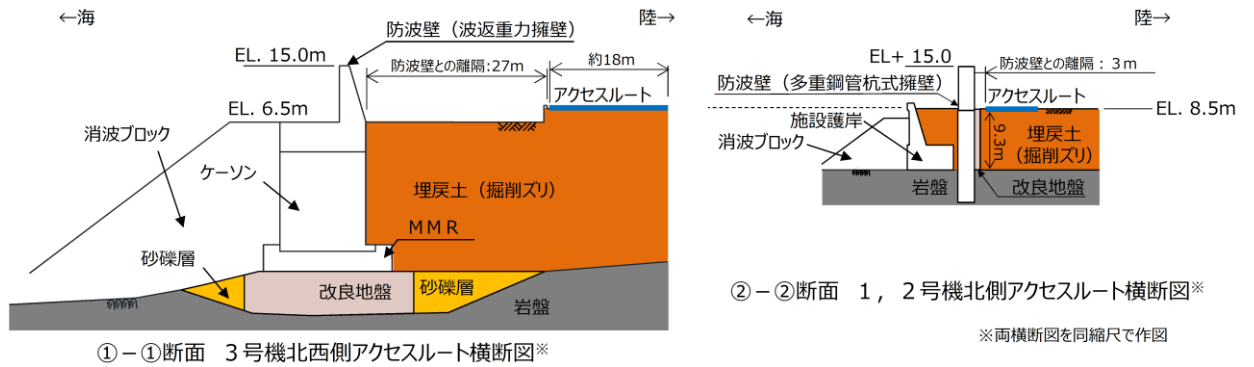 ←海
陸→
防波壁（波返重力擁壁）
EL. 15.0m
防波壁との離隔:27m
約18m
アクセスルート
EL. 6.5m
消波ブロック
ケーソン
埋戻土（掘削ズリ）
ＭＭＲ
砂礫層
改良地盤
砂礫層
岩盤
①－①断面　３号機北西側アクセスルート横断図※
←海
陸→
EL+ 15.0
防波壁との離隔：３m
防波壁（多重鋼管杭式擁壁）
アクセスルート
EL. 8.5m
施設護岸
消波ブロック
9.3m
埋戻土
（掘削ズリ）
岩盤
改良地盤
②－②断面　１，２号機北側アクセスルート横断図※
※両横断図を同縮尺で作図